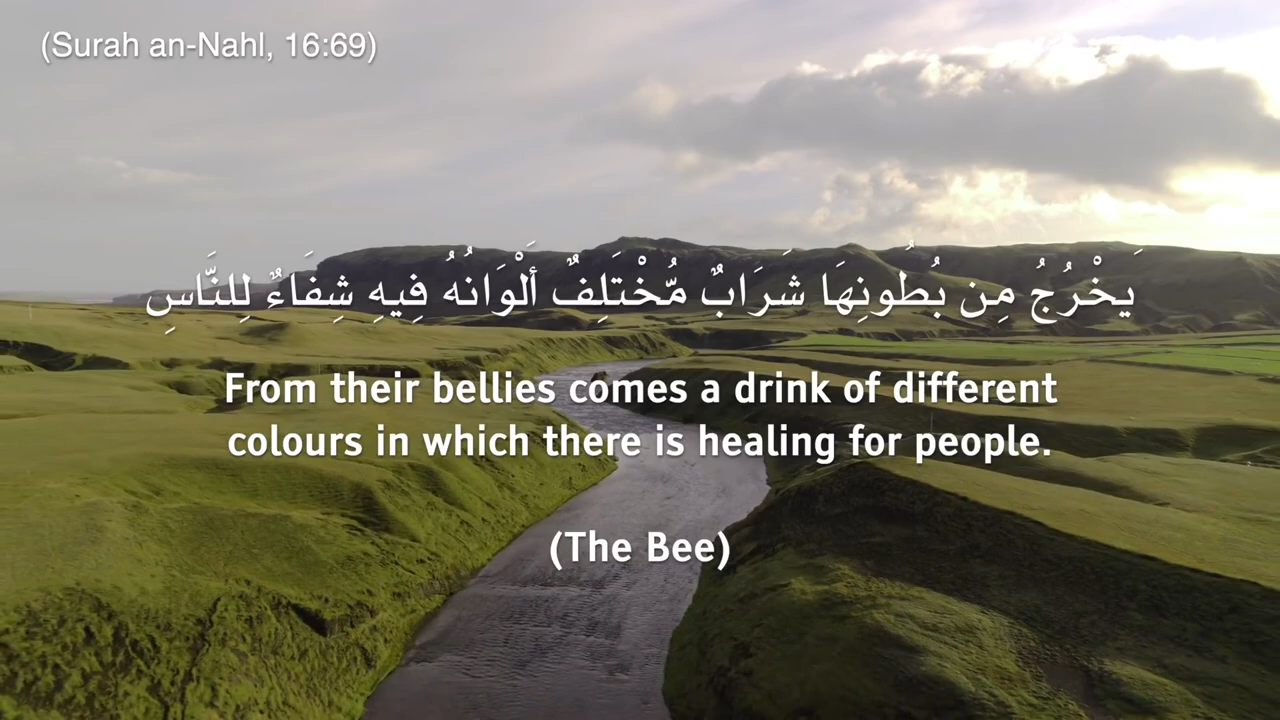 (Surah an-Nahl, 16:69)
يَخْرُجُ مِن بُطُونِهَا شَرَابٌ مُّخْتَلِفٌ أَلْوَانُهُ فِيهِ شِفَاءٌ لِلنَّاسِ
From their bellies comes a drink of different
colours in which there is healing for people.
(The Bee)